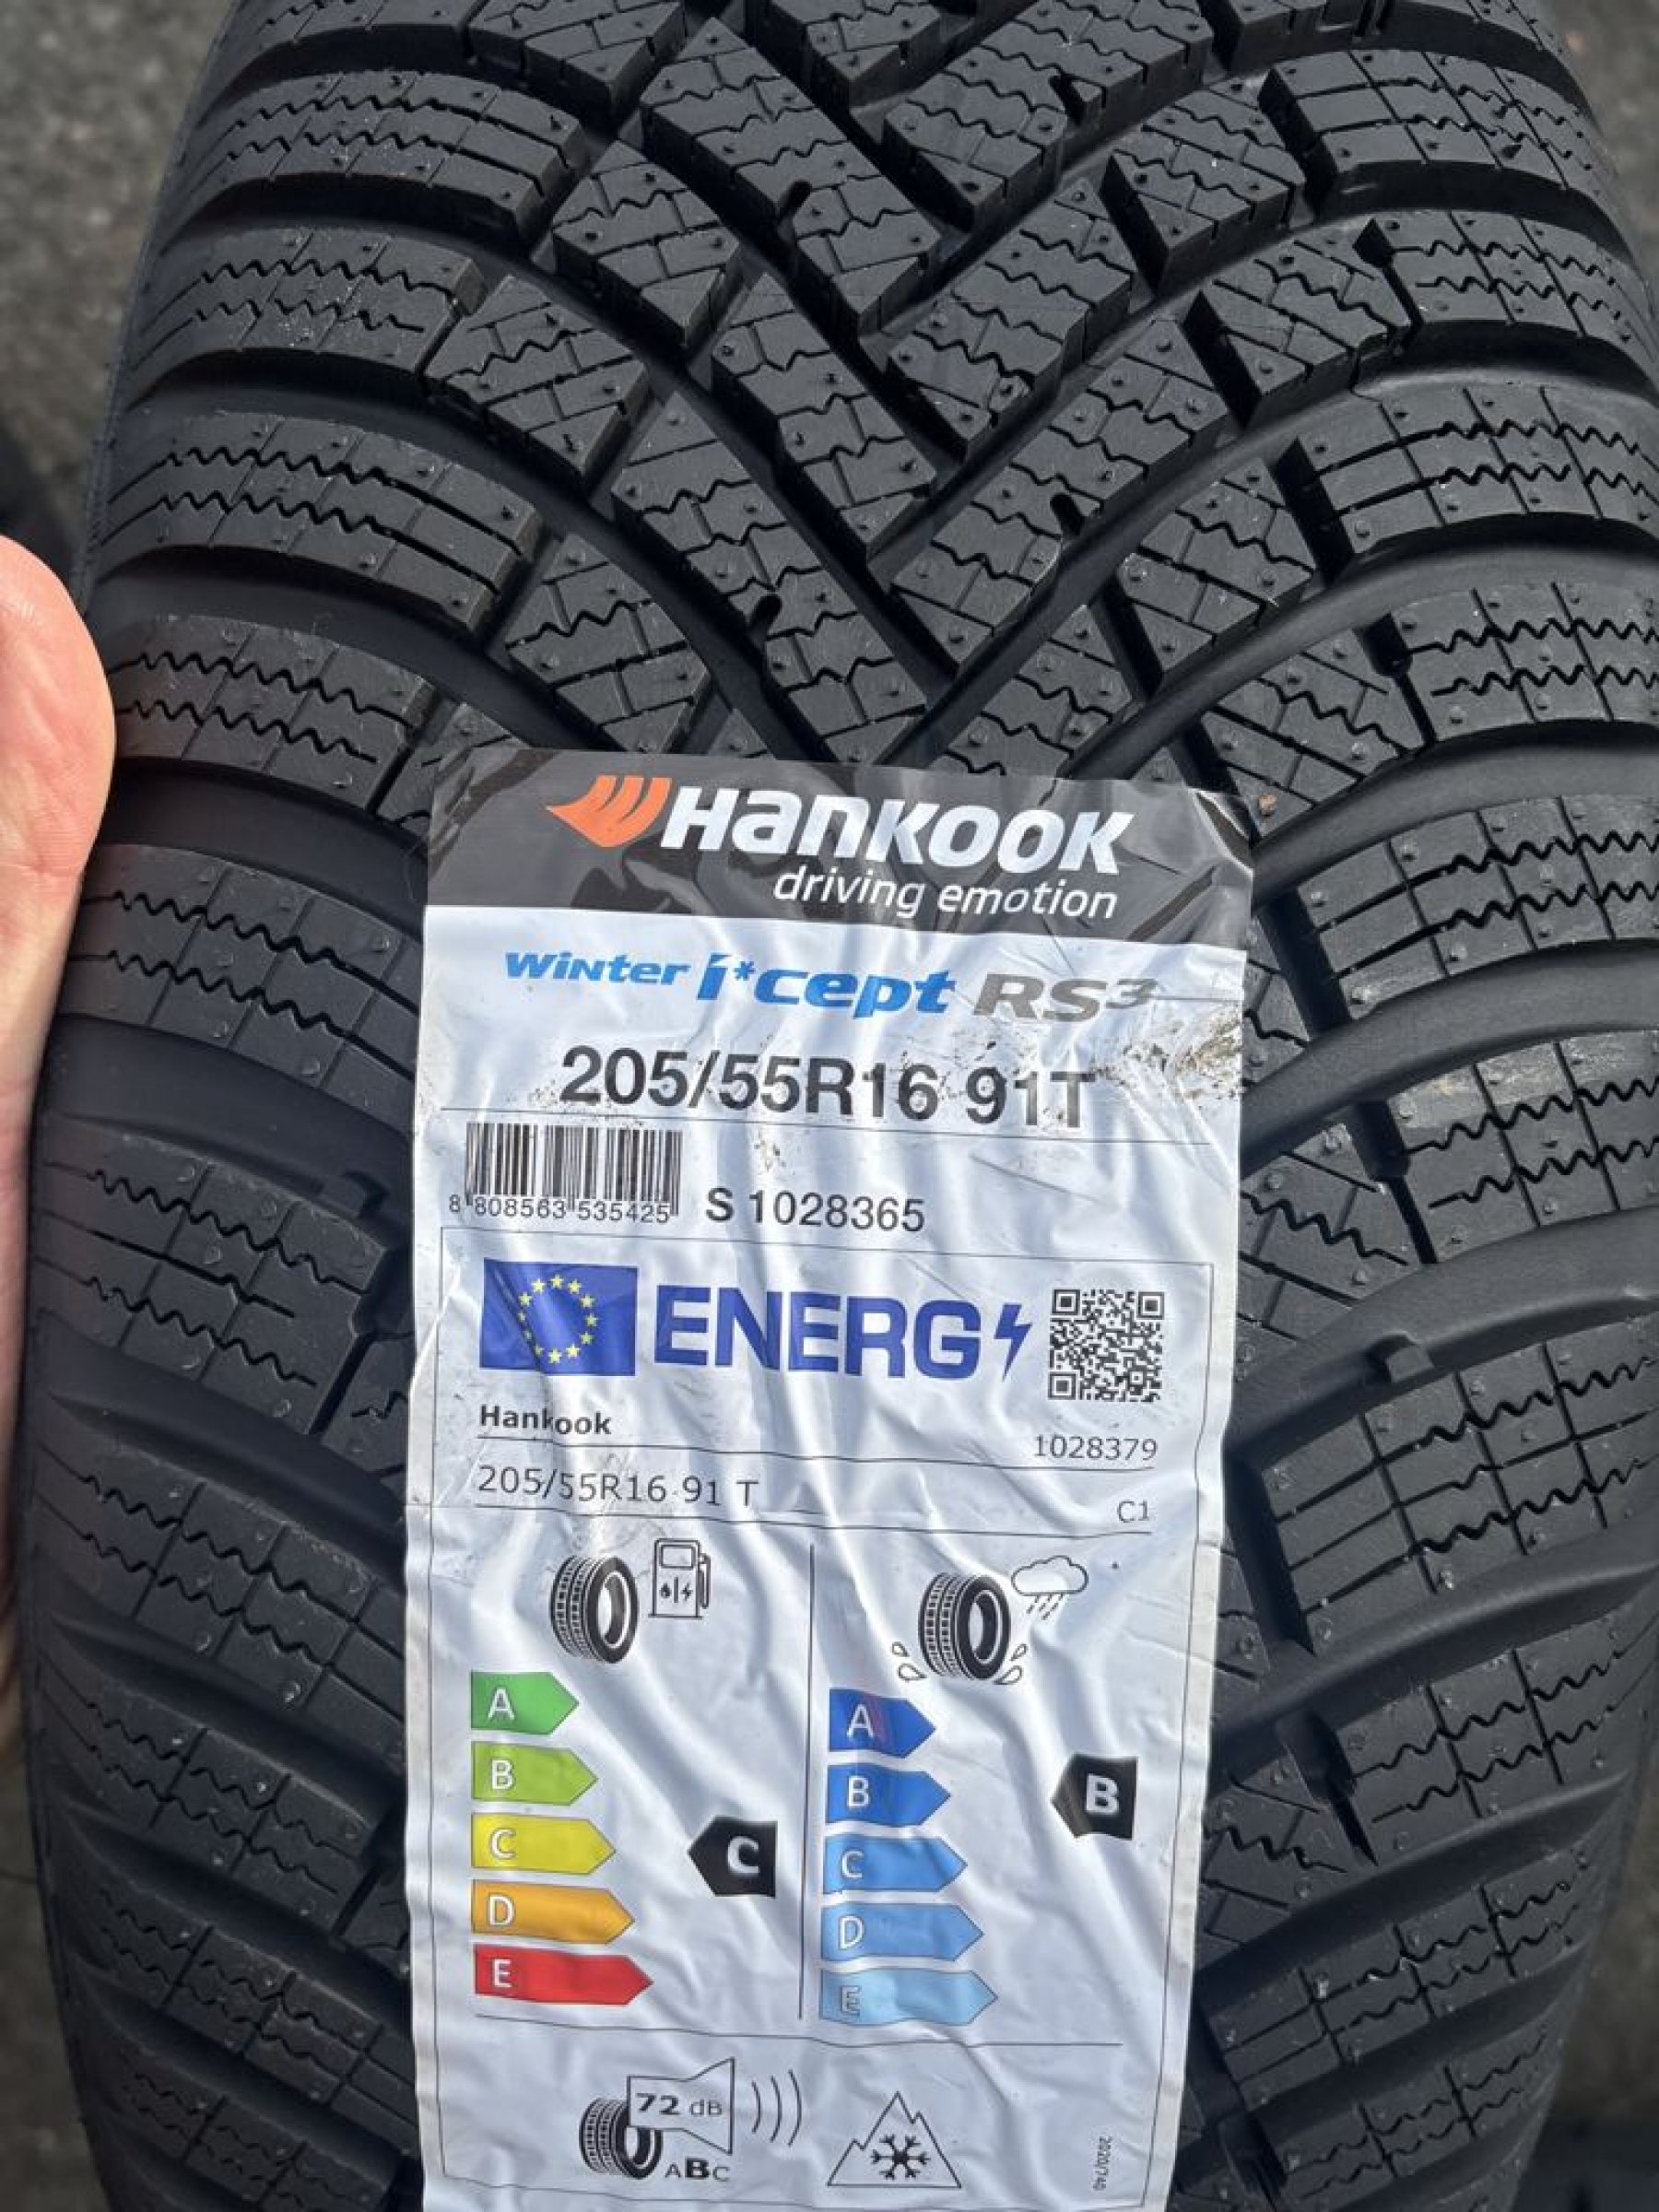 Hankook
driving emotion
Winter i*cept RS3
205/55R16 91T
8 808563 535425
S 1028365
ENERG
Hankook
1028379
205/55R16 91 T
C1
A
B
C
D
E
C
A
B
C
D
E
B
72 dB
ABC
2020/740